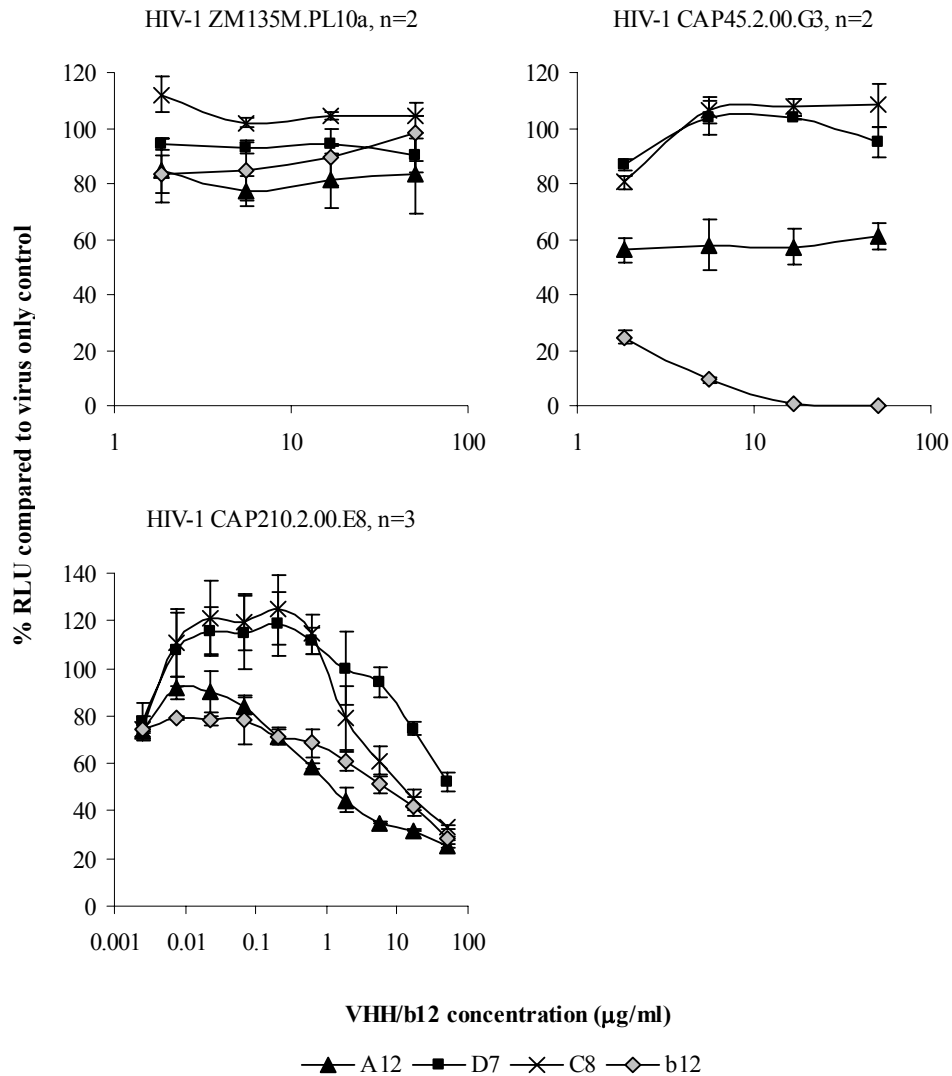 HIV-1 ZM135M.PL10a, n=2
HIV-1 CAP45.2.00.G3, n=2
120
100
80
60
40
20
0
1 10 100
120
100
80
60
40
20
0
1 10 100
% RLU compared to virus only control
HIV-1 CAP210.2.00.E8, n=3
140
120
100
80
60
40
20
0
0.001 0.01 0.1 1 10 100
VHH/b12 concentration (µg/ml)
A12 D7 C8 b12